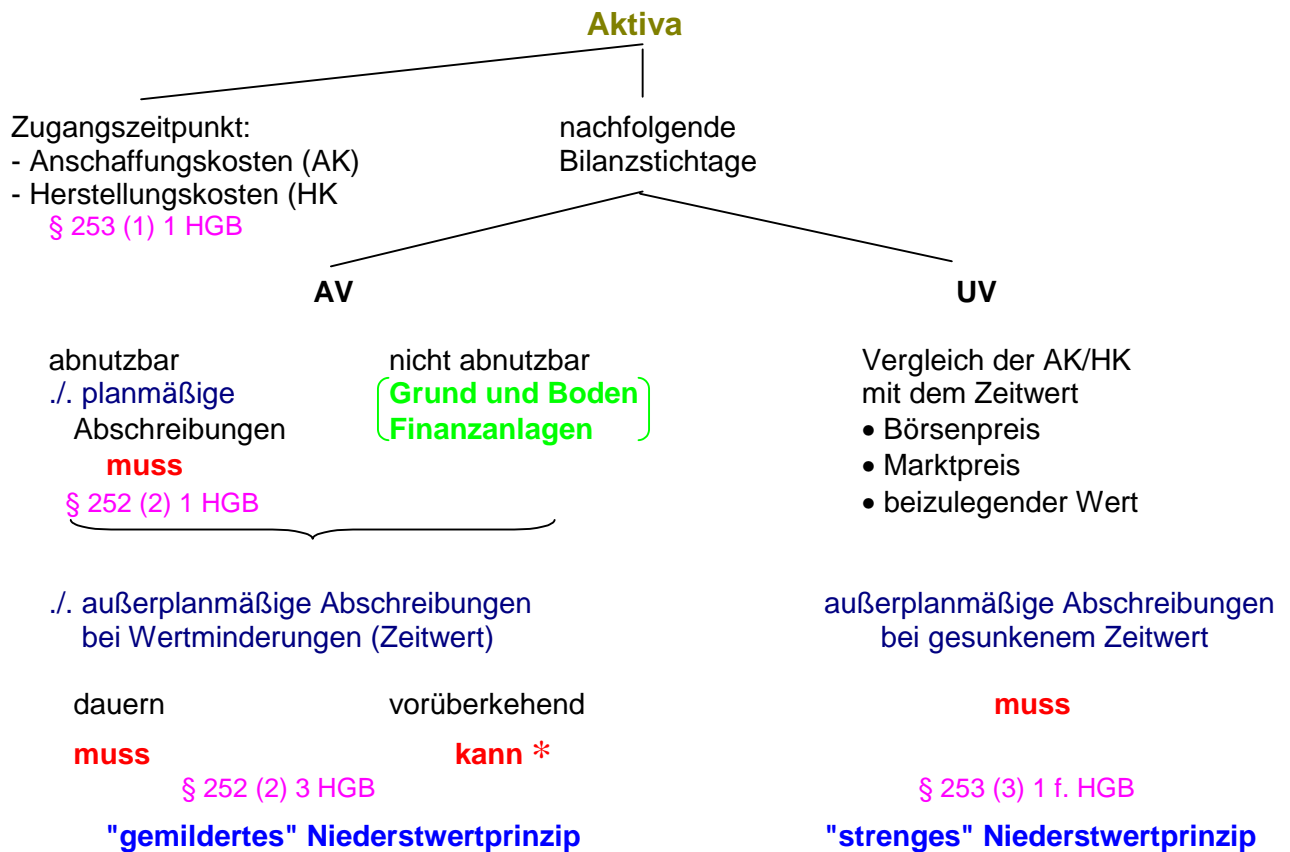 Aktiva
Zugangszeitpunkt:
- Anschaffungskosten (AK)
- Herstellungskosten (HK
§ 253 (1) 1 HGB
nachfolgende
Bilanzstichtage
AV
UV
abnutzbar
./. planmäßige
Abschreibungen
muss
§ 252 (2) 1 HGB
nicht abnutzbar
Grund und Boden
Finanzanlagen
Vergleich der AK/HK
mit dem Zeitwert
• Börsenpreis
• Marktpreis
• beizulegender Wert
./. außerplanmäßige Abschreibungen
bei Wertminderungen (Zeitwert)
außerplanmäßige Abschreibungen
bei gesunkenem Zeitwert
dauern
vorüberkehend
muss
muss
kann *
§ 252 (2) 3 HGB
§ 253 (3) 1 f. HGB
"gemildertes" Niederstwertprinzip
"strenges" Niederstwertprinzip